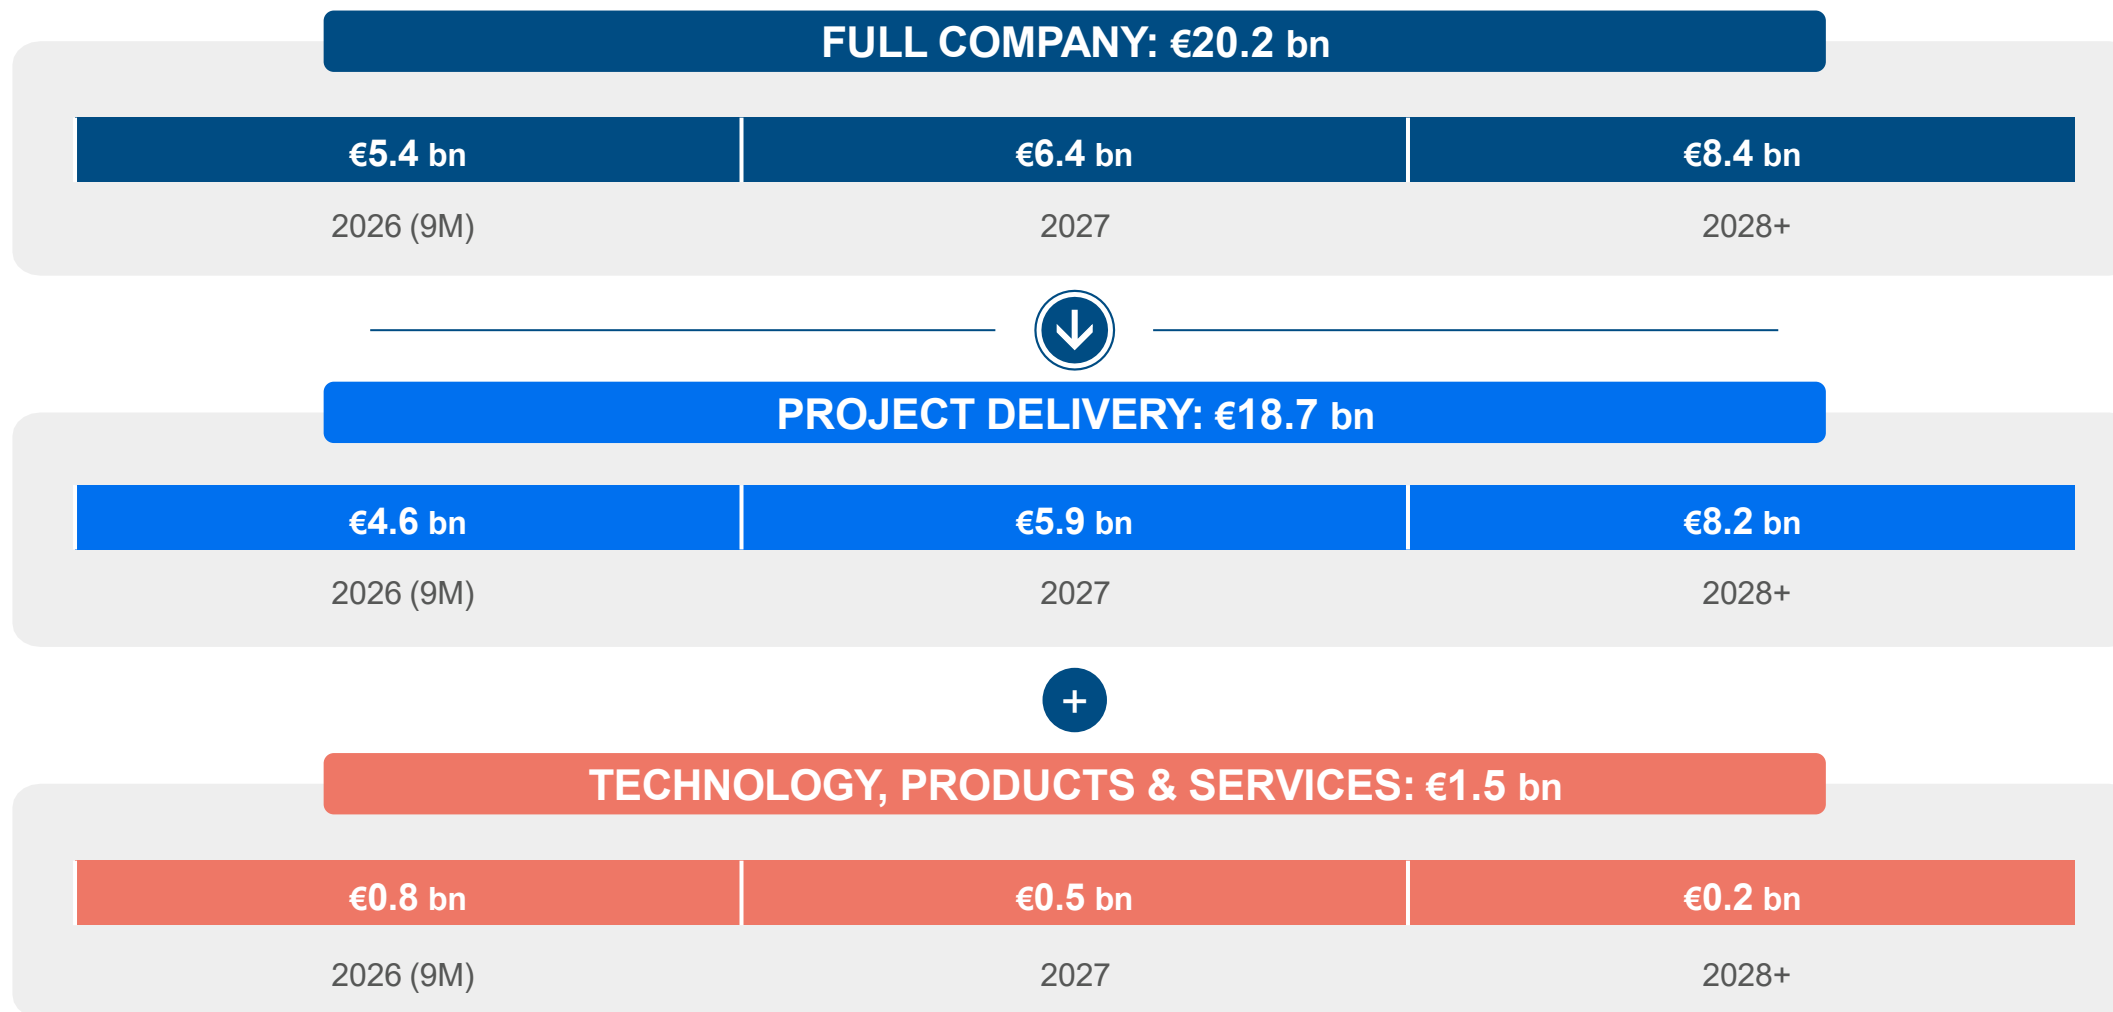 FULL COMPANY: €20.2 bn
€5.4 bn €6.4 bn €8.4 bn
2026 (9M) 2027 2028+
PROJECT DELIVERY: €18.7 bn
€4.6 bn €5.9 bn €8.2 bn
2026 (9M) 2027 2028+
+
TECHNOLOGY, PRODUCTS & SERVICES: €1.5 bn
€0.8 bn €0.5 bn €0.2 bn
2026 (9M) 2027 2028+